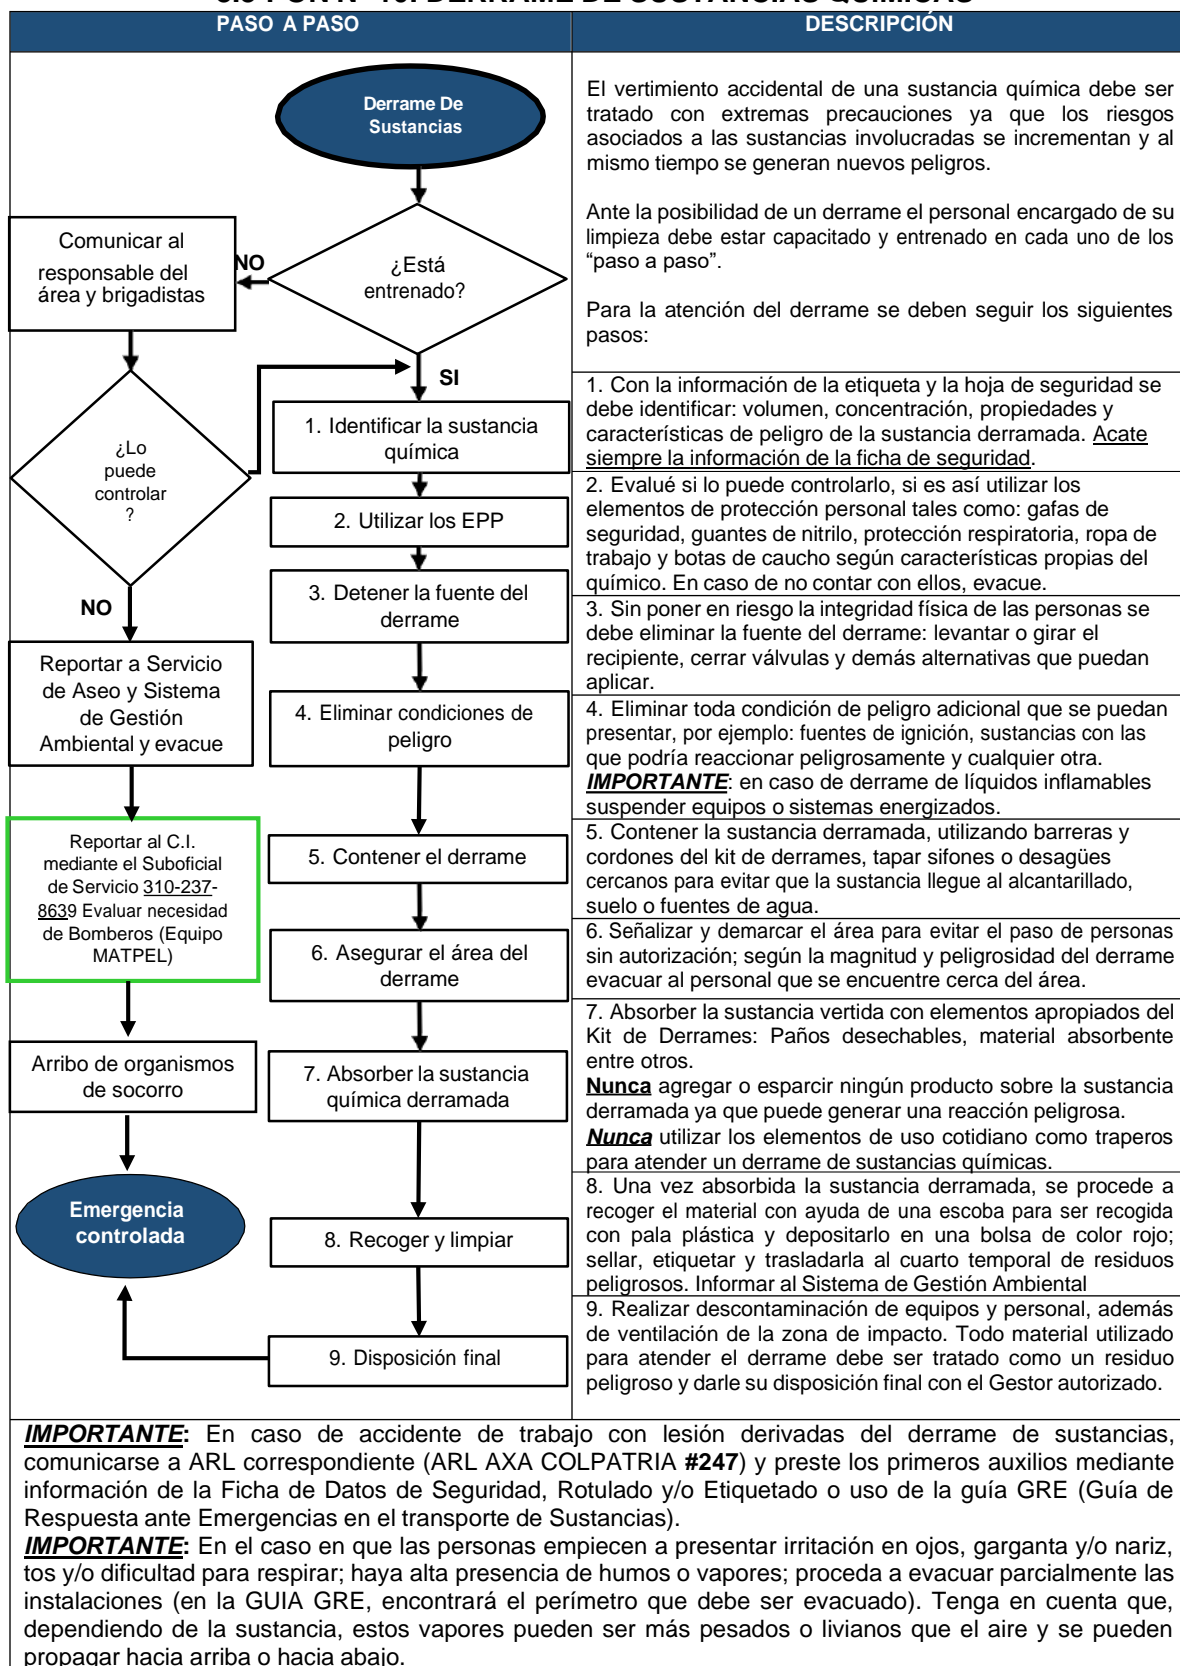 PASO A PASO
DESCRIPCIÓN
Derrame De
Sustancias
¿Está
entrenado?
NO
SI
Comunicar al
responsable del
área y brigadistas
¿Lo
puede
controlar
?
NO
Reportar a Servicio
de Aseo y Sistema
de Gestión
Ambiental y evacue
Reportar al C.I.
mediante el Suboficial
de Servicio 310-237-
8639 Evaluar necesidad
de Bomberos (Equipo
MATPEL)
Arribo de organismos
de socorro
Emergencia
controlada
1. Identificar la sustancia
química
2. Utilizar los EPP
3. Detener la fuente del
derrame
4. Eliminar condiciones de
peligro
5. Contener el derrame
6. Asegurar el área del
derrame
7. Absorber la sustancia
química derramada
8. Recoger y limpiar
9. Disposición final
El vertimiento accidental de una sustancia química debe ser
tratado con extremas precauciones ya que los riesgos
asociados a las sustancias involucradas se incrementan y al
mismo tiempo se generan nuevos peligros.
Ante la posibilidad de un derrame el personal encargado de su
limpieza debe estar capacitado y entrenado en cada uno de los
“paso a paso”.
Para la atención del derrame se deben seguir los siguientes
pasos:
1. Con la información de la etiqueta y la hoja de seguridad se
debe identificar: volumen, concentración, propiedades y
características de peligro de la sustancia derramada. Acate
siempre la información de la ficha de seguridad.
2. Evalué si lo puede controlarlo, si es así utilizar los
elementos de protección personal tales como: gafas de
seguridad, guantes de nitrilo, protección respiratoria, ropa de
trabajo y botas de caucho según características propias del
químico. En caso de no contar con ellos, evacue.
3. Sin poner en riesgo la integridad física de las personas se
debe eliminar la fuente del derrame: levantar o girar el
recipiente, cerrar válvulas y demás alternativas que puedan
aplicar.
4. Eliminar toda condición de peligro adicional que se puedan
presentar, por ejemplo: fuentes de ignición, sustancias con las
que podría reaccionar peligrosamente y cualquier otra.
IMPORTANTE: en caso de derrame de líquidos inflamables
suspender equipos o sistemas energizados.
5. Contener la sustancia derramada, utilizando barreras y
cordones del kit de derrames, tapar sifones o desagües
cercanos para evitar que la sustancia llegue al alcantarillado,
suelo o fuentes de agua.
6. Señalizar y demarcar el área para evitar el paso de personas
sin autorización; según la magnitud y peligrosidad del derrame
evacuar al personal que se encuentre cerca del área.
7. Absorber la sustancia vertida con elementos apropiados del
Kit de Derrames: Paños desechables, material absorbente
entre otros.
Nunca agregar o esparcir ningún producto sobre la sustancia
derramada ya que puede generar una reacción peligrosa.
Nunca utilizar los elementos de uso cotidiano como traperos
para atender un derrame de sustancias químicas.
8. Una vez absorbida la sustancia derramada, se procede a
recoger el material con ayuda de una escoba para ser recogida
con pala plástica y depositarlo en una bolsa de color rojo;
sellar, etiquetar y trasladarla al cuarto temporal de residuos
peligrosos. Informar al Sistema de Gestión Ambiental
9. Realizar descontaminación de equipos y personal, además
de ventilación de la zona de impacto. Todo material utilizado
para atender el derrame debe ser tratado como un residuo
peligroso y darle su disposición final con el Gestor autorizado.
IMPORTANTE: En caso de accidente de trabajo con lesión derivadas del derrame de sustancias,
comunicarse a ARL correspondiente (ARL AXA COLPATRIA #247) y preste los primeros auxilios mediante
información de la Ficha de Datos de Seguridad, Rotulado y/o Etiquetado o uso de la guía GRE (Guía de
Respuesta ante Emergencias en el transporte de Sustancias).
IMPORTANTE: En el caso en que las personas empiecen a presentar irritación en ojos, garganta y/o nariz,
tos y/o dificultad para respirar; haya alta presencia de humos o vapores; proceda a evacuar parcialmente las
instalaciones (en la GUIA GRE, encontrará el perímetro que debe ser evacuado). Tenga en cuenta que,
dependiendo de la sustancia, estos vapores pueden ser más pesados o livianos que el aire y se pueden
propagar hacia arriba o hacia abajo.